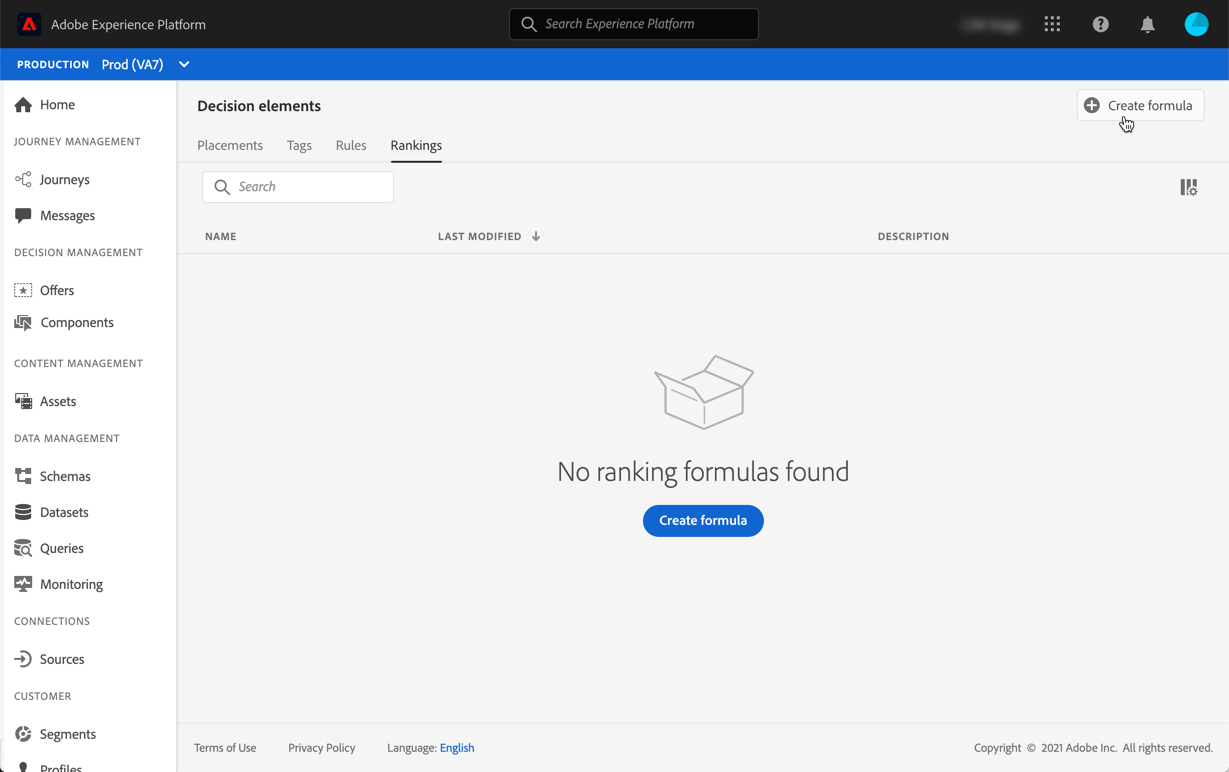 Adobe Experience Platform
Search Experience Platform
PRODUCTION Prod (VA7)
Home
JOURNEY MANAGEMENT
Journeys
Messages
DECISION MANAGEMENT
Offers
Components
CONTENT MANAGEMENT
Assets
DATA MANAGEMENT
Schemas
Datasets
Queries
Monitoring
CONNECTIONS
Sources
CUSTOMER
Segments
Profiles
Decision elements
Create formula
Placements Tags Rules Rankings
Search
NAME LAST MODIFIED DESCRIPTION
No ranking formulas found
Create formula
Terms of Use Privacy Policy Language: English Copyright © 2021 Adobe Inc. All rights reserved.